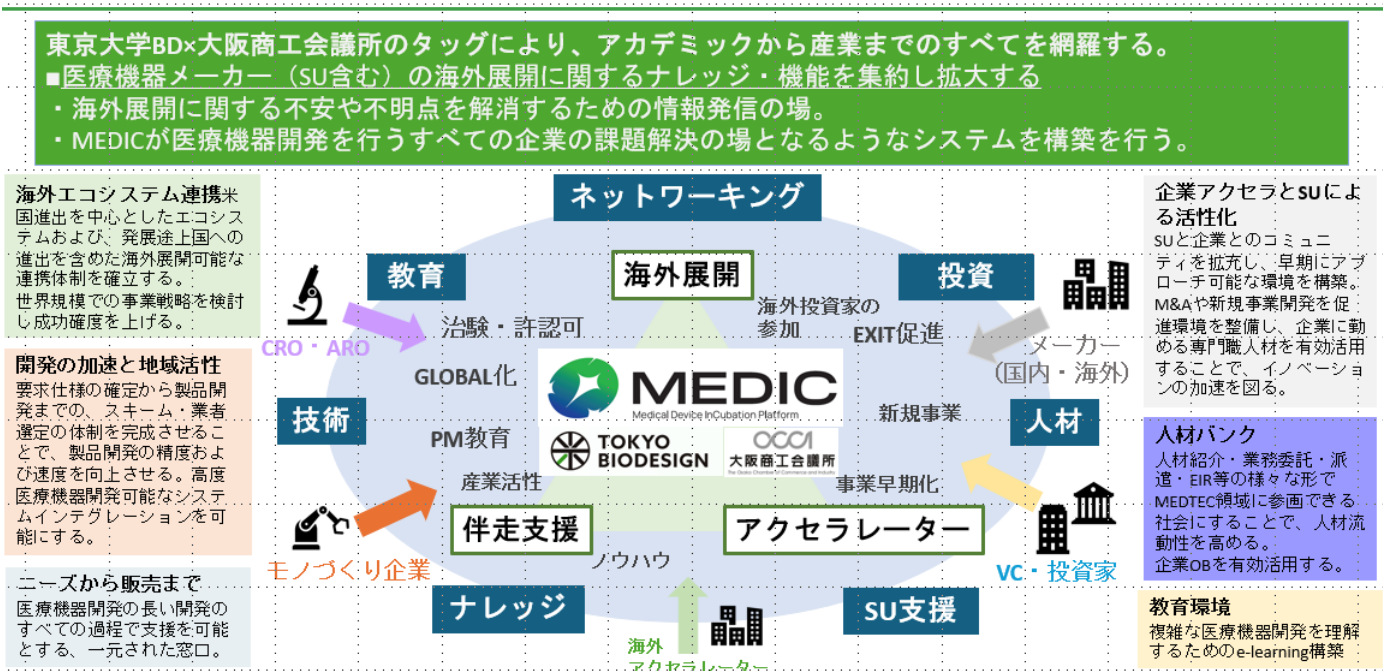 東京大学BD×大阪商工会議所のタッグにより、アカデミックから産業までのすべてを網羅する。
■医療機器メーカー（SU含む）の海外展開に関するナレッジ・機能を集約し拡大する
・海外展開に関する不安や不明点を解消するための情報発信の場。
・MEDICが医療機器開発を行うすべての企業の課題解決の場となるようなシステムを構築を行う。
海外エコシステム連携米
国進出を中心としたエコシス
テムおよび、発展途上国への
進出を含めた海外展開可能な
連携体制を確立する。
世界規模での事業戦略を検討
し成功確度を上げる。
開発の加速と地域活性
要求仕様の確定から製品開
発までの、スキーム・業者
選定の体制を完成させるこ
とで、製品開発の精度およ
び速度を向上させる。高度
医療機器開発可能なシステ
ムインテグレーションを可
能にする。
ニーズから販売まで
医療機器開発の長い開発の
すべての過程で支援を可能
とする、一元された窓口。
ネットワーキング
教育
海外展開
投資
治験・許認可
海外投資家の
参加
EXIT促進
CRO・ARO
メーカー
(国内・海外)
GLOBAL化
MEDIC
Medical Device InCubation Platform
新規事業
技術
人材
PM教育
TOKYO
BIODESIGN
OCCI
大阪商工会議所
The Osaka Chamber of Commerce and Industry
産業活性
事業早期化
伴走支援
アクセラレーター
モノづくり企業
ノウハウ
VC・投資家
ナレッジ
SU支援
海外
アクセラレーター
企業アクセラとSUによ
る活性化
SUと企業とのコミュニ
ティを拡充し、早期にアプ
ローチ可能な環境を構築。
M&Aや新規事業開発を促
進環境を整備し、企業に勤
める専門職人材を有効活用
することで、イノベーショ
ンの加速を図る。
人材バンク
人材紹介・業務委託・派
遣・EIR等の様々な形で
MEDTEC領域に参画できる
社会にすることで、人材流
動性を高める。
企業OBを有効活用する。
教育環境
複雑な医療機器開発を理解
するためのe-learning構築